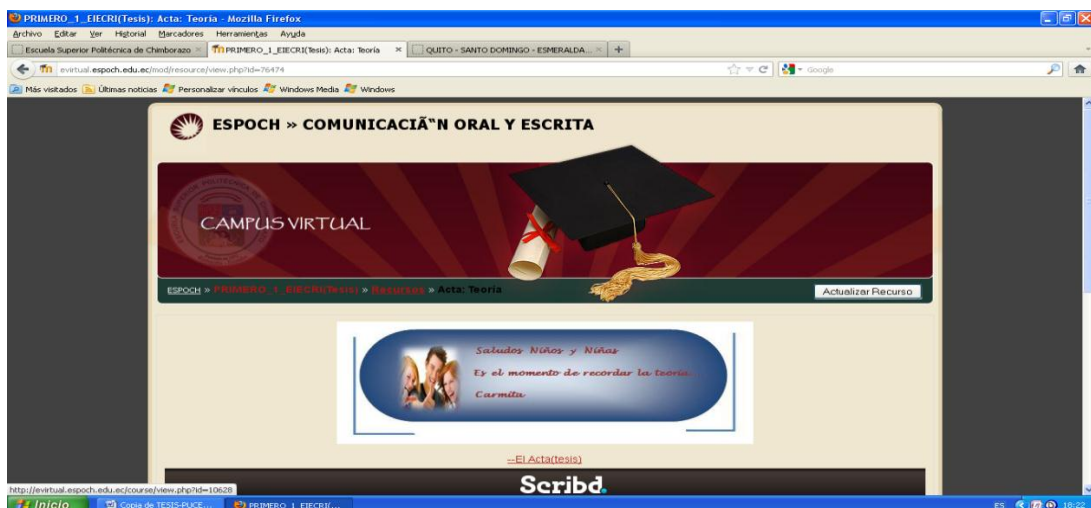 PRIMERO_1_EIECRI(Tesis): Acta: Teoría - Mozilla Firefox
Archivo Editar Ver Historial Marcadores Herramientas Ayuda
Escuela Superior Politécnica de Chimborazo × PRIMERO_1_EIECRI(Tesis): Acta: Teoría × QUITO - SANTO DOMINGO - ESMERALDA... × +
evirtual.espoch.edu.ec/mod/resource/view.php?id=76474 Google
Más visitados Últimas noticias Personalizar vínculos Windows Media Windows
ESPOCH » COMUNICACIÃ“N ORAL Y ESCRITA
CAMPUS VIRTUAL
ESPOCH » PRIMERO_1_EIECRI(Tesis) » Recursos » Acta: Teoría Actualizar Recurso
Saludos Niños y Niñas
Es el momento de recordar la teoría...
Carmita
--El Acta(tesis)
Scribd.
http://evirtual.espoch.edu.ec/course/view.php?id=10628
Inicio Copia de TESIS-PUCE... PRIMERO_1_EIECRI(... ES 18:22